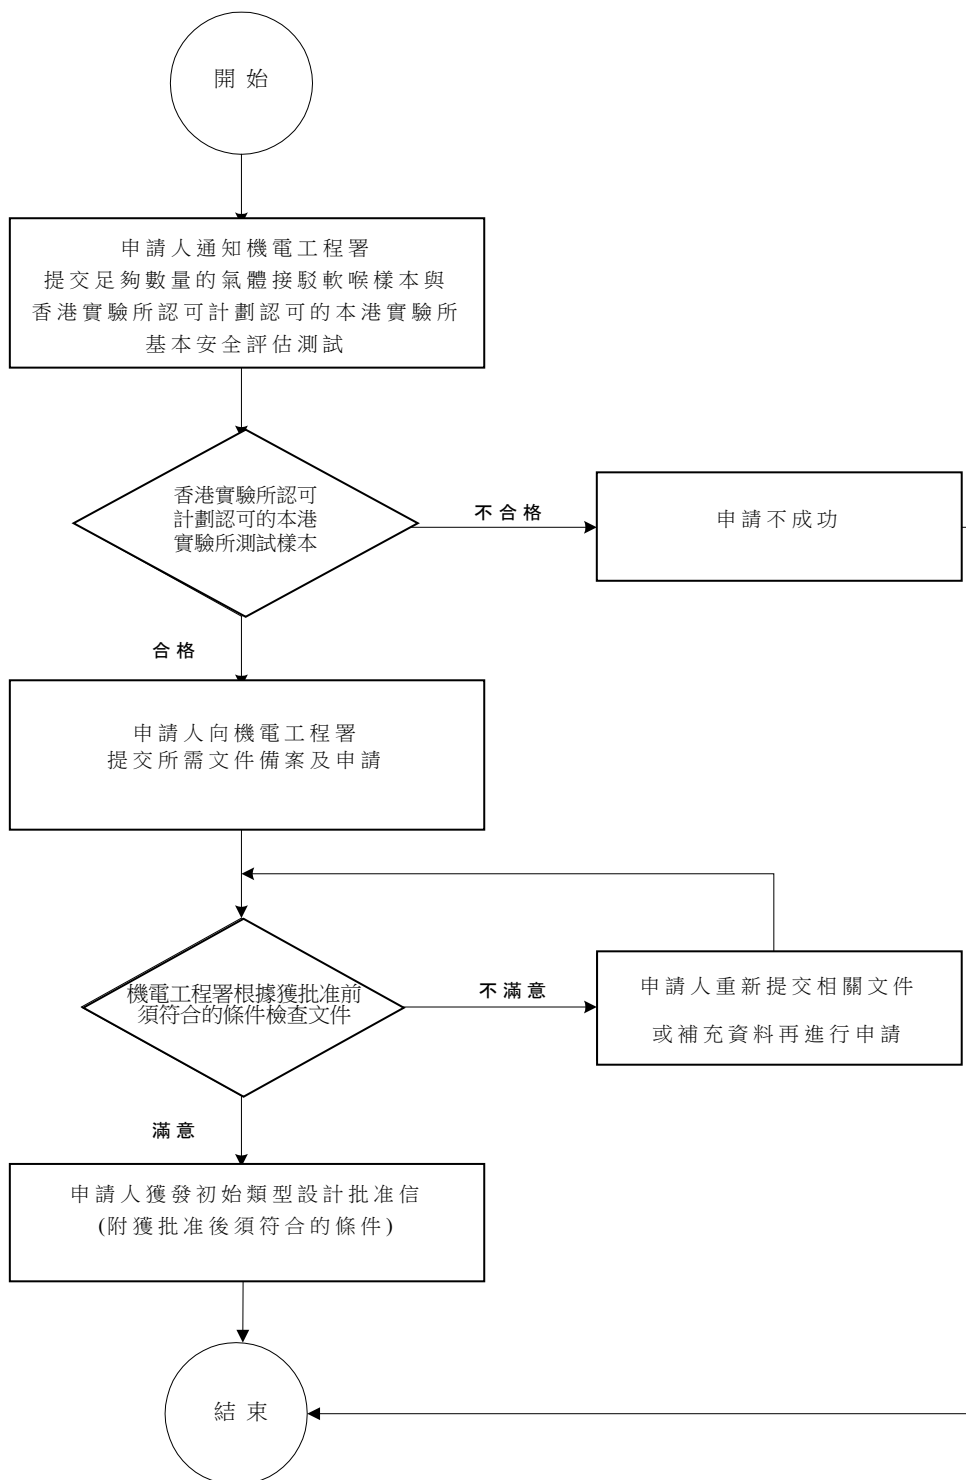 開始
申請人通知機電工程署
提交足夠數量的氣體接駁軟喉樣本與
香港實驗所認可計劃認可的本港實驗所
基本安全評估測試
香港實驗所認可
計劃認可的本港
實驗所測試樣本
不合格
申請不成功
合格
申請人向機電工程署
提交所需文件備案及申請
機電工程署根據獲批准前
須符合的條件檢查文件
不滿意
申請人重新提交相關文件
或補充資料再進行申請
滿意
申請人獲發初始類型設計批准信
(附獲批准後須符合的條件)
結束